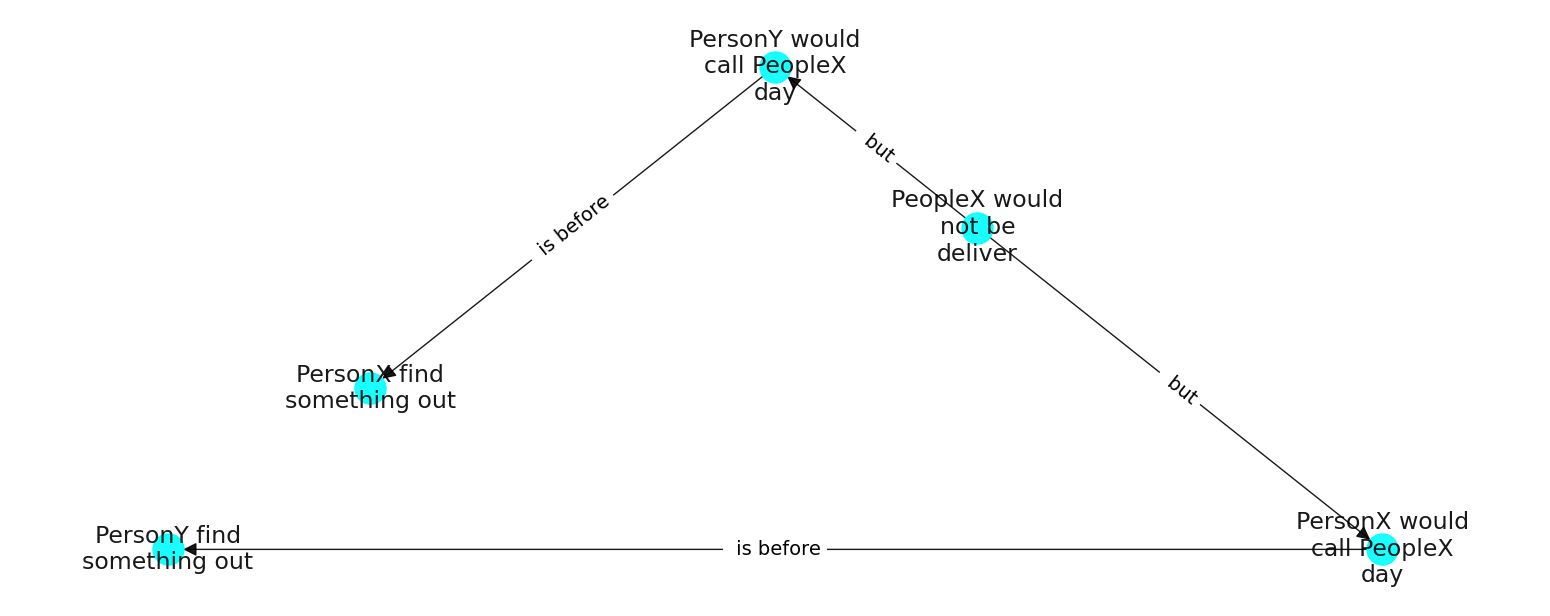 PersonY would
call PeopleX
day
but
PeopleX would
not be
deliver
is before
PersonX find
something out
but
PersonX would
call PeopleX
day
PersonY find
something out
is before